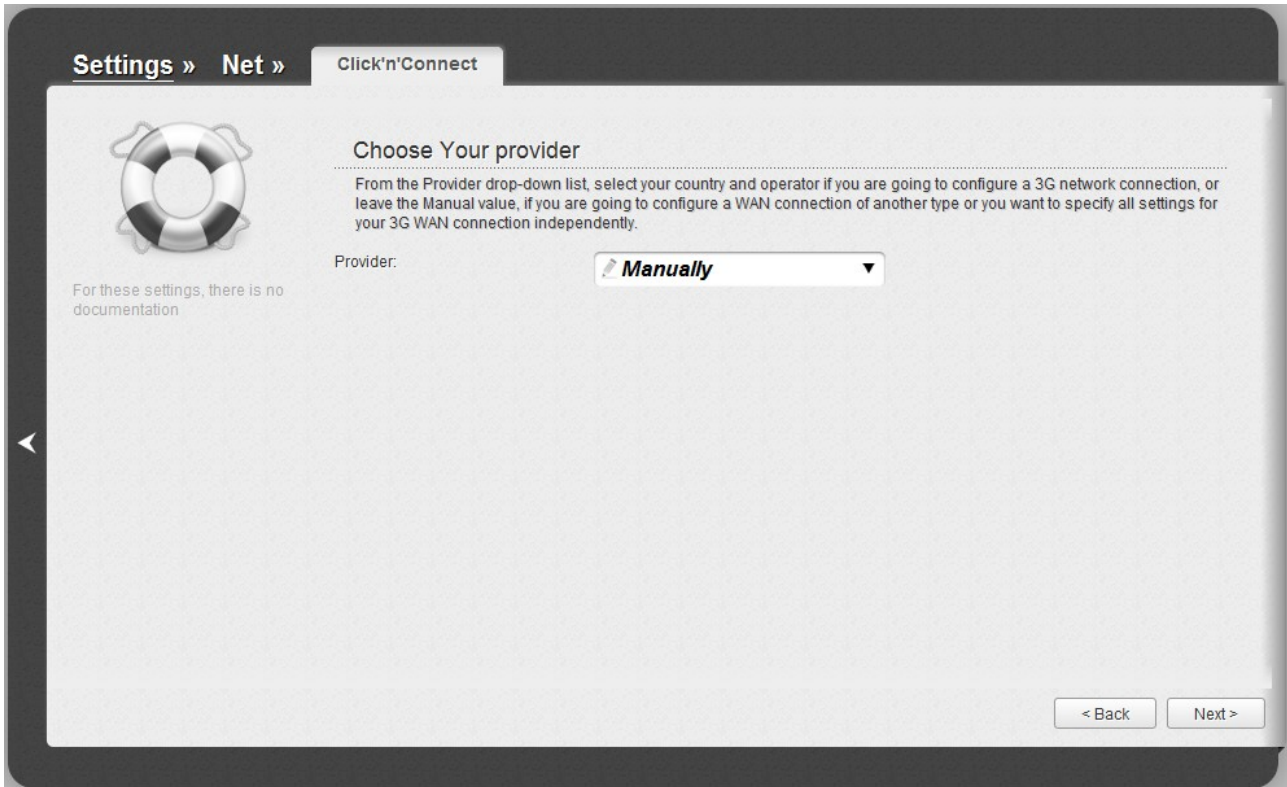 Settings » Net » Click'n'Connect
Choose Your provider
From the Provider drop-down list, select your country and operator if you are going to configure a 3G network connection, or
leave the Manual value, if you are going to configure a WAN connection of another type or you want to specify all settings for
your 3G WAN connection independently.
Provider: Manually
For these settings, there is no
documentation
< Back Next >